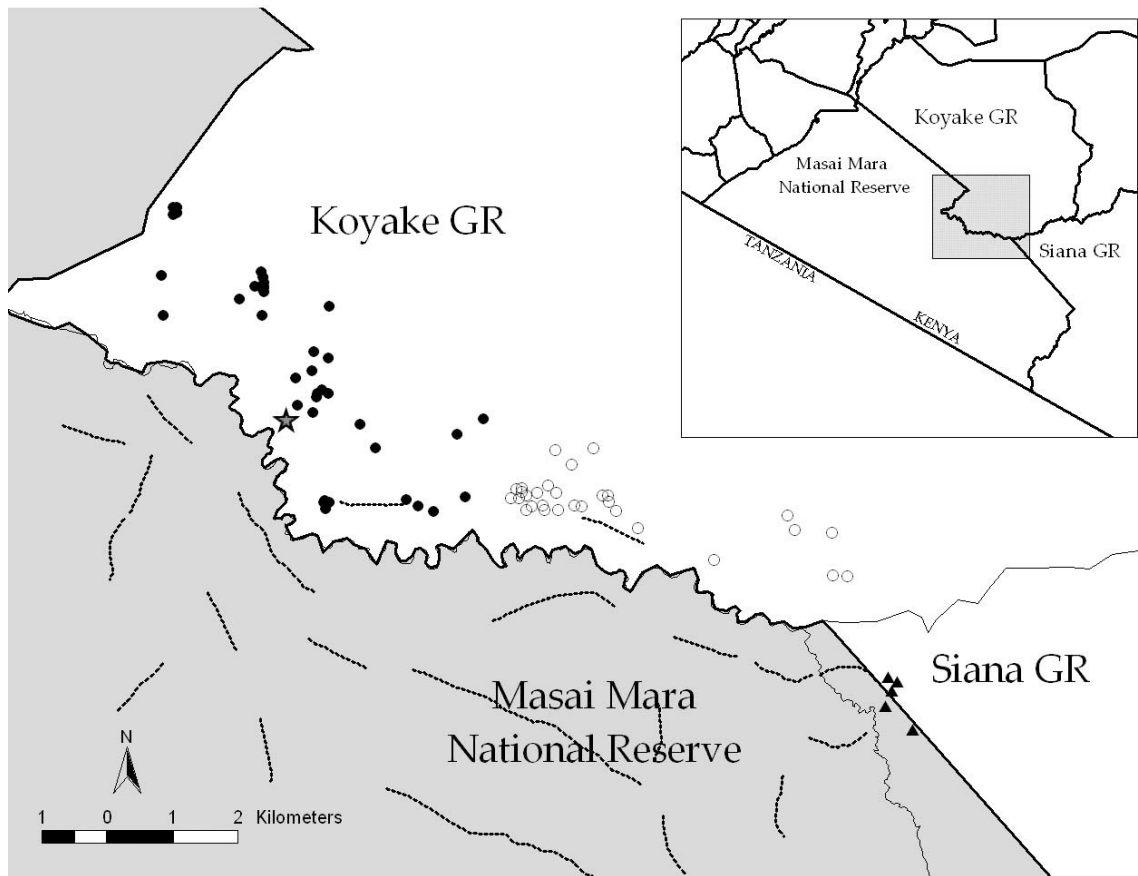 Koyake GR
Masai Mara
National Reserve
Koyake GR
Siana GR
TANZANIA
KENYA
Siana GR
Masai Mara
National Reserve
N
1 0 1 2 Kilometers